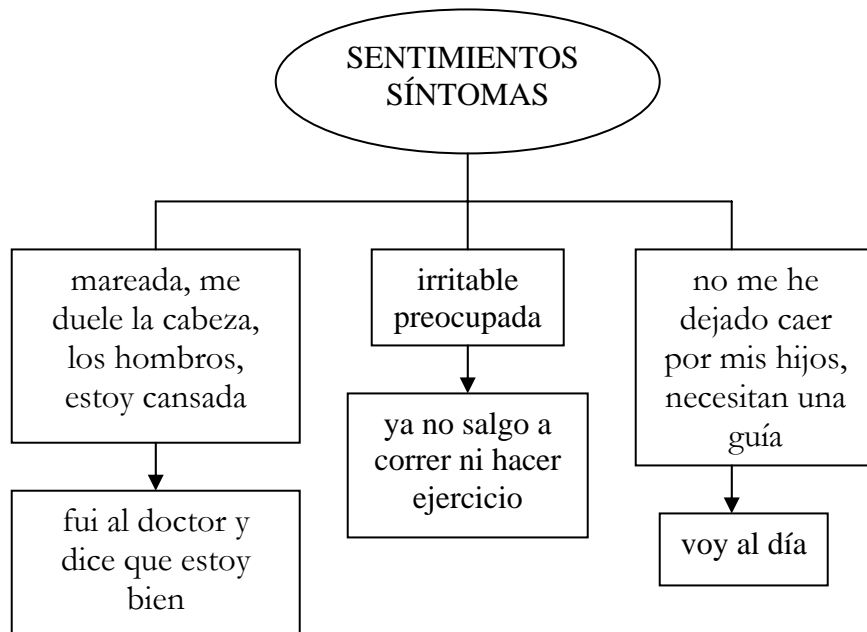 SENTIMIENTOS
SÍNTOMAS
mareada, me
duele la cabeza,
los hombros,
estoy cansada
fui al doctor y
dice que estoy
bien
irritable
preocupada
ya no salgo a
correr ni hacer
ejercicio
no me he
dejado caer
por mis hijos,
necesitan una
guía
voy al día